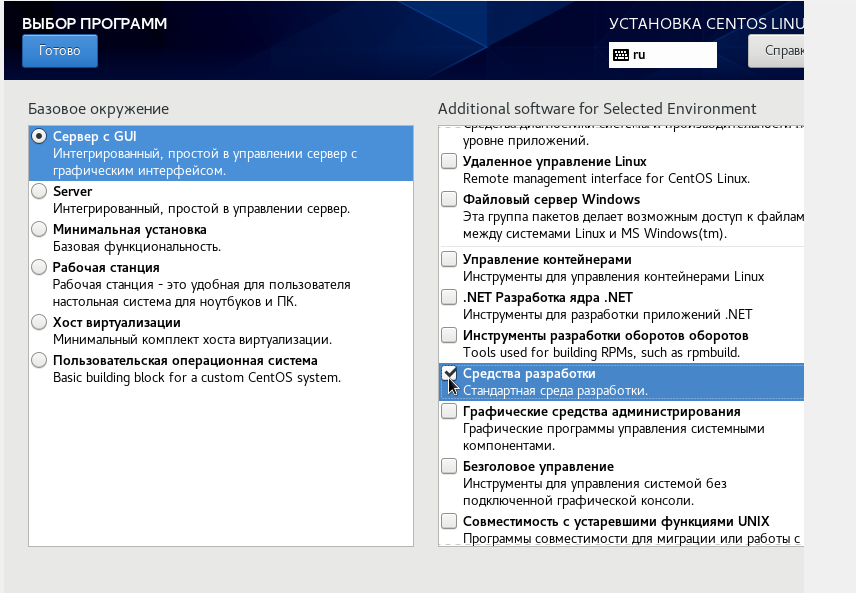 ВЫБОР ПРОГРАММ
Готово
УСТАНОВКА CENTOS LINU
ru
Справк
Базовое окружение
Сервер с GUI
Интегрированный, простой в управлении сервер с
графическим интерфейсом.
Server
Интегрированный, простой в управлении сервер.
Минимальная установка
Базовая функциональность.
Рабочая станция
Рабочая станция - это удобная для пользователя
настольная система для ноутбуков и ПК.
Хост виртуализации
Минимальный комплект хоста виртуализации.
Пользовательская операционная система
Basic building block for a custom CentOS system.
Additional software for Selected Environment
Средства диагностики системы и производительности н
уровне приложений.
Удаленное управление Linux
Remote management interface for CentOS Linux.
Файловый сервер Windows
Эта группа пакетов делает возможным доступ к файлам
между системами Linux и MS Windows(tm).
Управление контейнерами
Инструменты для управления контейнерами Linux
.NET Разработка ядра .NET
Инструменты для разработки приложений .NET
Инструменты разработки оборотов оборотов
Tools used for building RPMs, such as rpmbuild.
Средства разработки
Стандартная среда разработки.
Графические средства администрирования
Графические программы управления системными
компонентами.
Безголовое управление
Инструменты для управления системой без
подключенной графической консоли.
Совместимость с устаревшими функциями UNIX
Программы совместимости для миграции или работы с